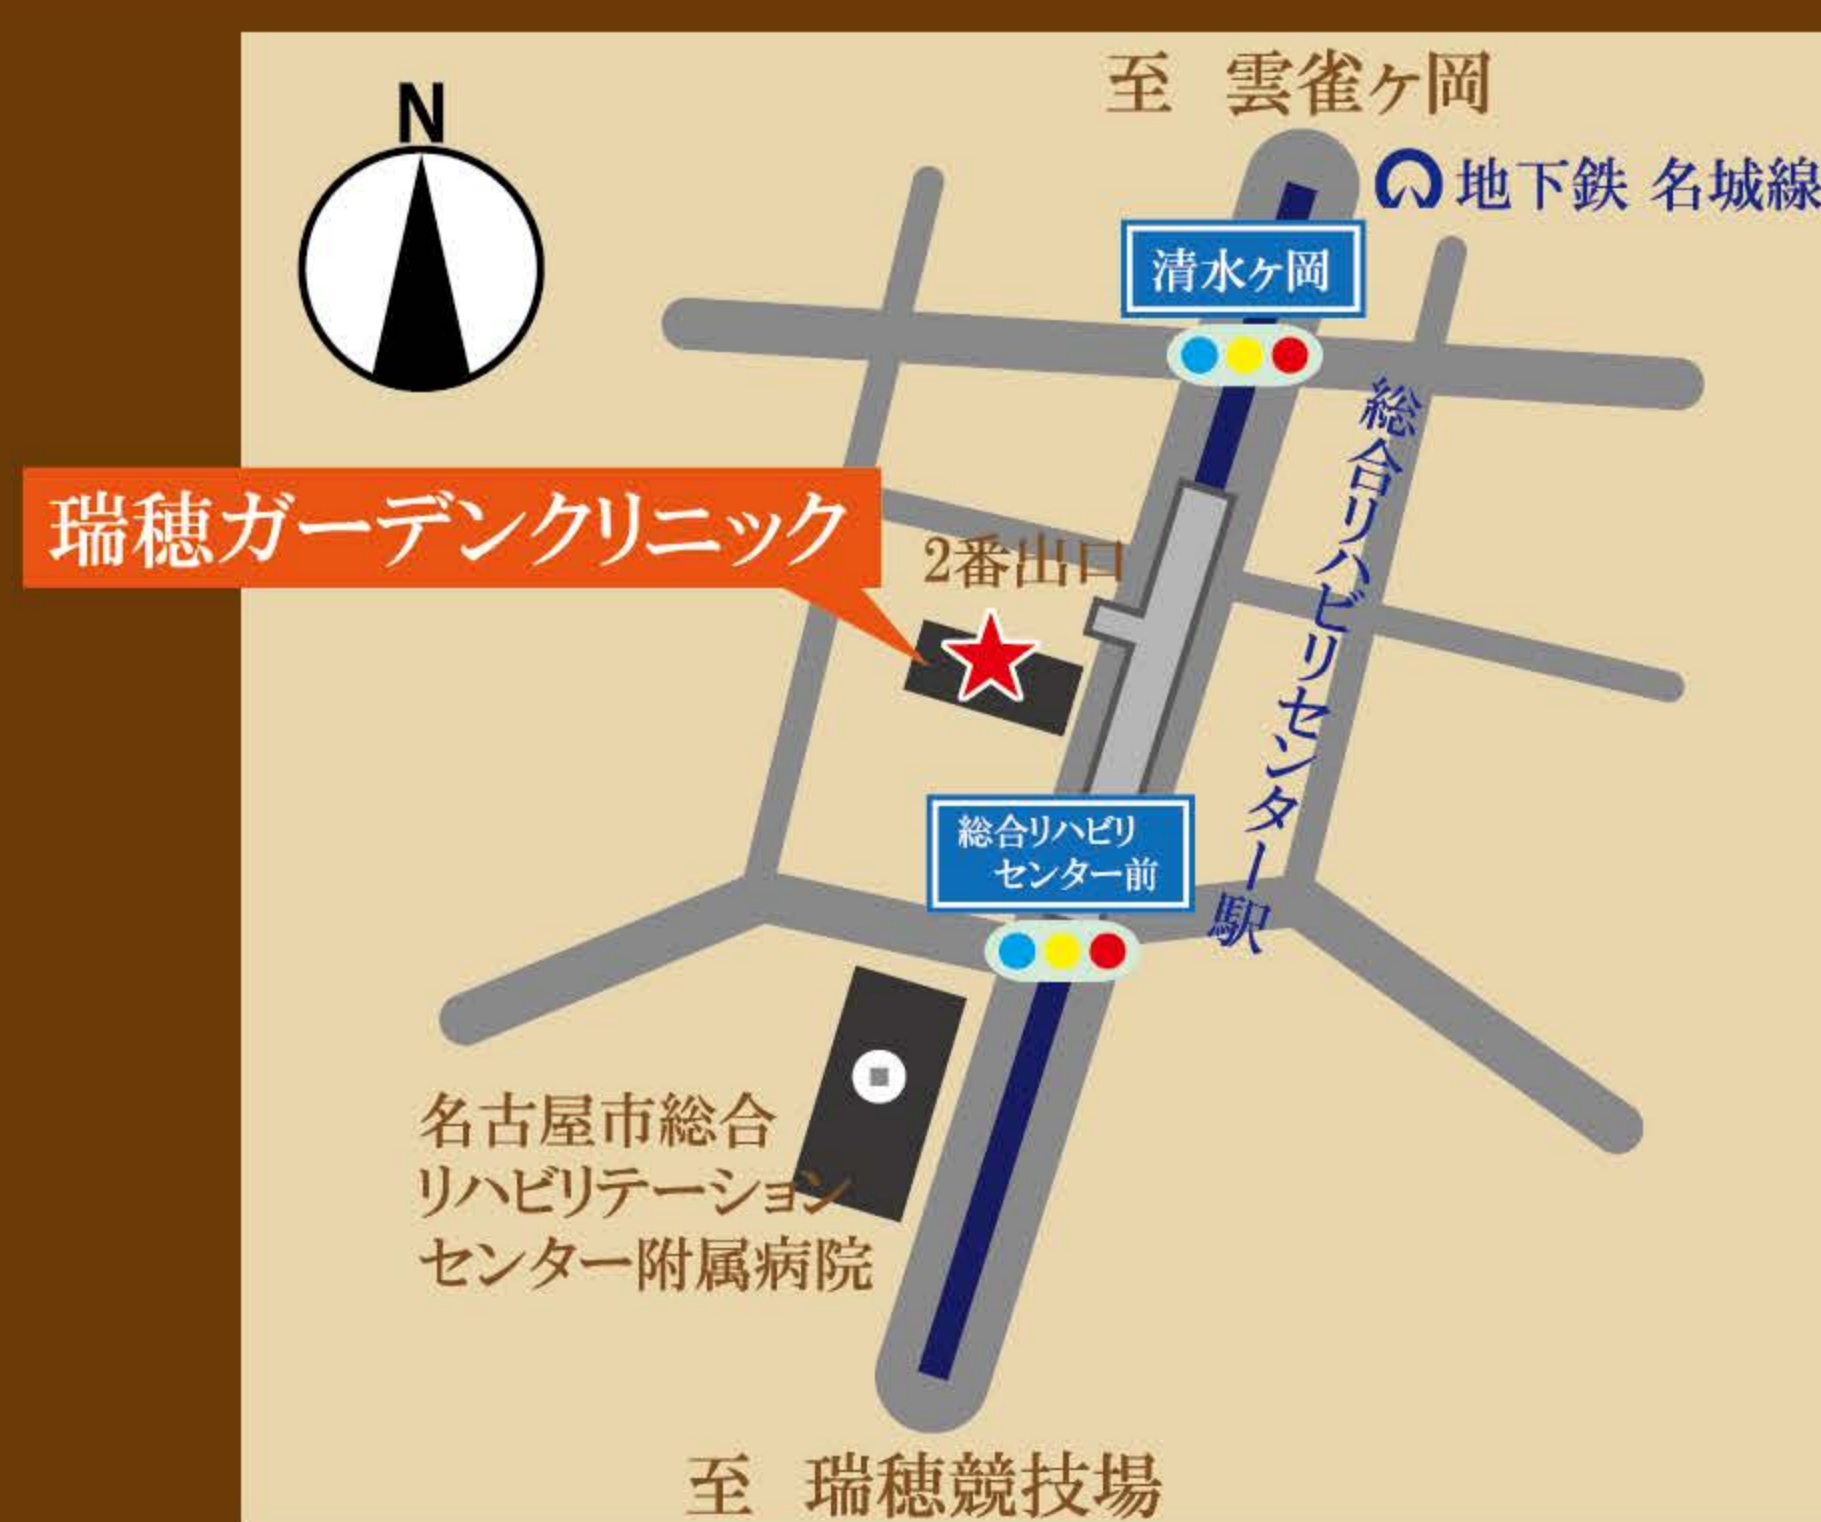 至 雲雀ヶ岡
N
地下鉄 名城線
清水ヶ岡
総合リハビリセンター駅
瑞穂ガーデンクリニック
2番出口
総合リハビリ
センター前
名古屋市総合
リハビリテーション
センター附属病院
至 瑞穂競技場